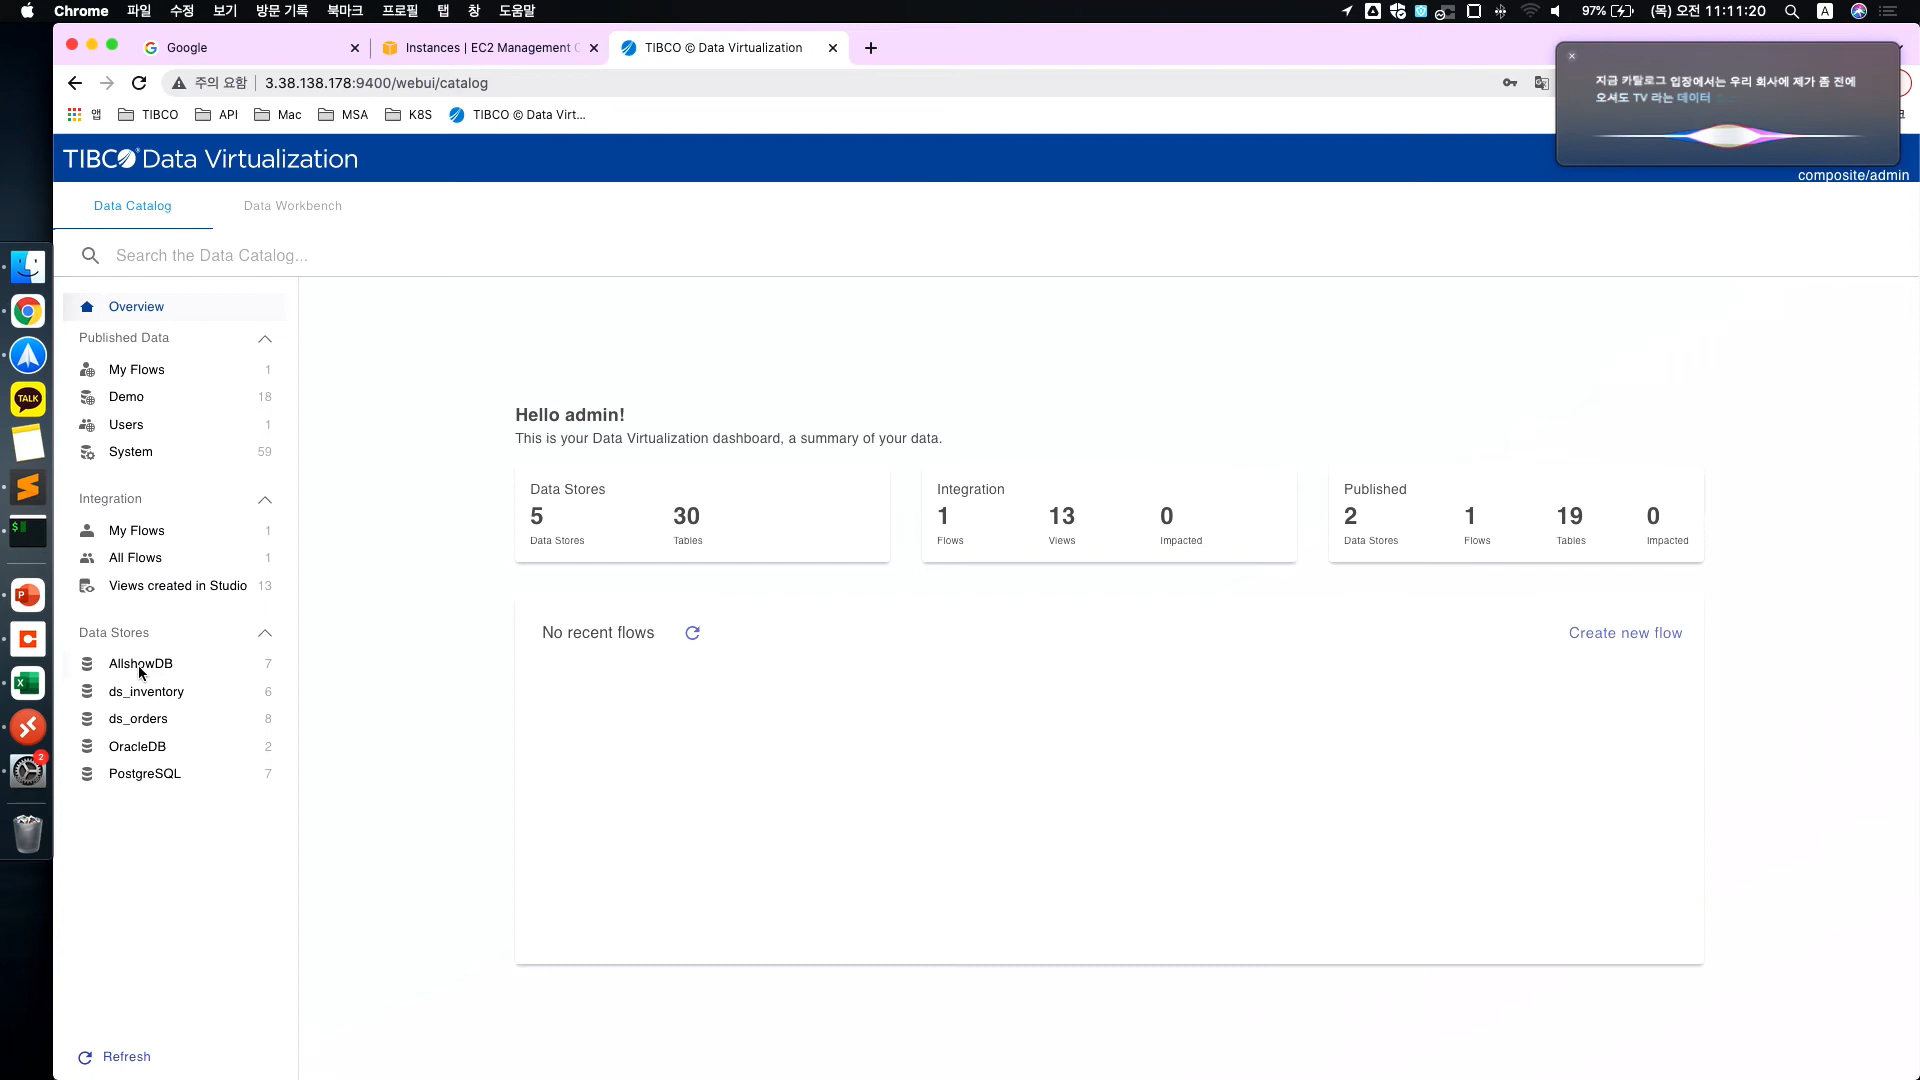 Chrome 파일 수정 보기 방문 기록 북마크 프로필 탭 창 도움말 97% (목) 오전 11:11:20 A
Google Instances | EC2 Management C TIBCO © Data Virtualization
주의 요함 3.38.138.178:9400/webui/catalog
앱 TIBCO API Mac MSA K8S TIBCO © Data Virt...
지금 카탈로그 입장에서는 우리 회사에 제가 좀 전에
오셔도 TV 라는 데이터
TIBCO Data Virtualization
composite/admin
Data Catalog Data Workbench
Search the Data Catalog...
Overview
Published Data
My Flows 1
Demo 18
Users 1
System 59
Integration
My Flows 1
All Flows 1
Views created in Studio 13
Data Stores
AllshowDB 7
ds_inventory 6
ds_orders 8
OracleDB 2
PostgreSQL 7
Refresh
Hello admin!
This is your Data Virtualization dashboard, a summary of your data.
Data Stores
5 30
Data Stores Tables
Integration
1 13 0
Flows Views Impacted
Published
2 1 19 0
Data Stores Flows Tables Impacted
No recent flows Create new flow
TALK
2